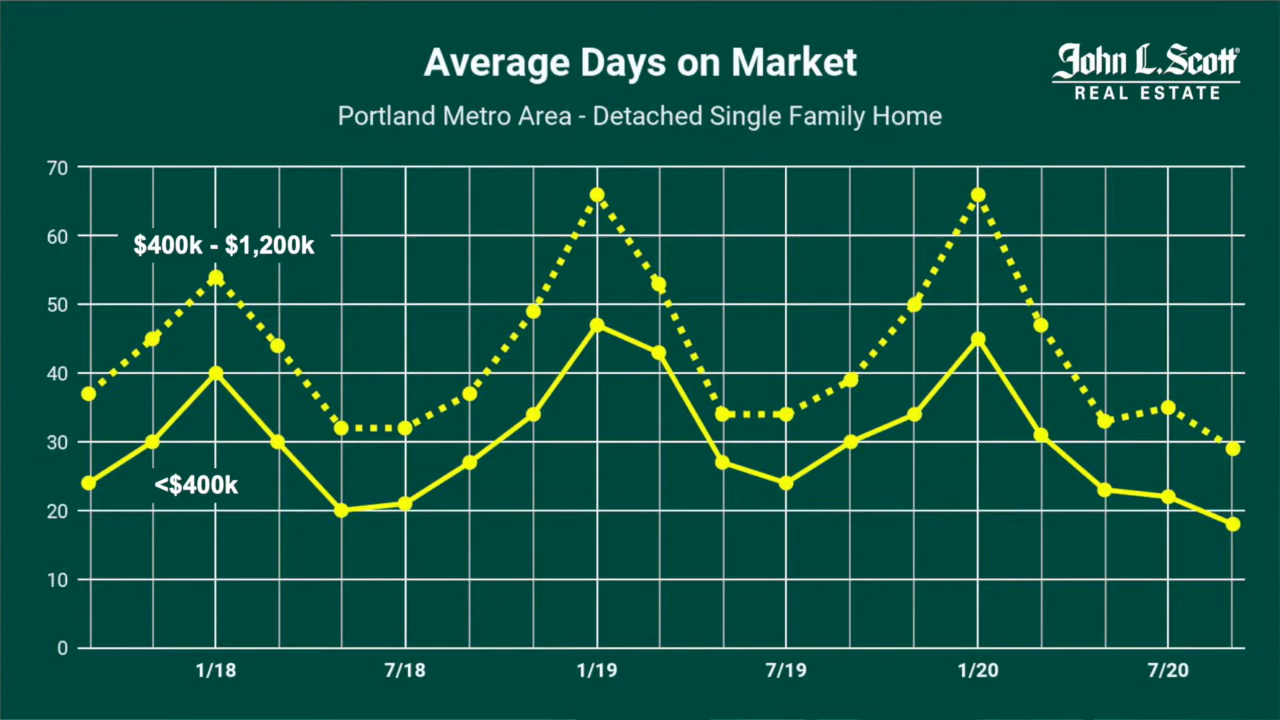 Average Days on Market
John L. Scott®
REAL ESTATE
Portland Metro Area - Detached Single Family Home
70
60
$400k - $1,200k
50
40
30
<$400k
20
10
0
1/18 7/18 1/19 7/19 1/20 7/20